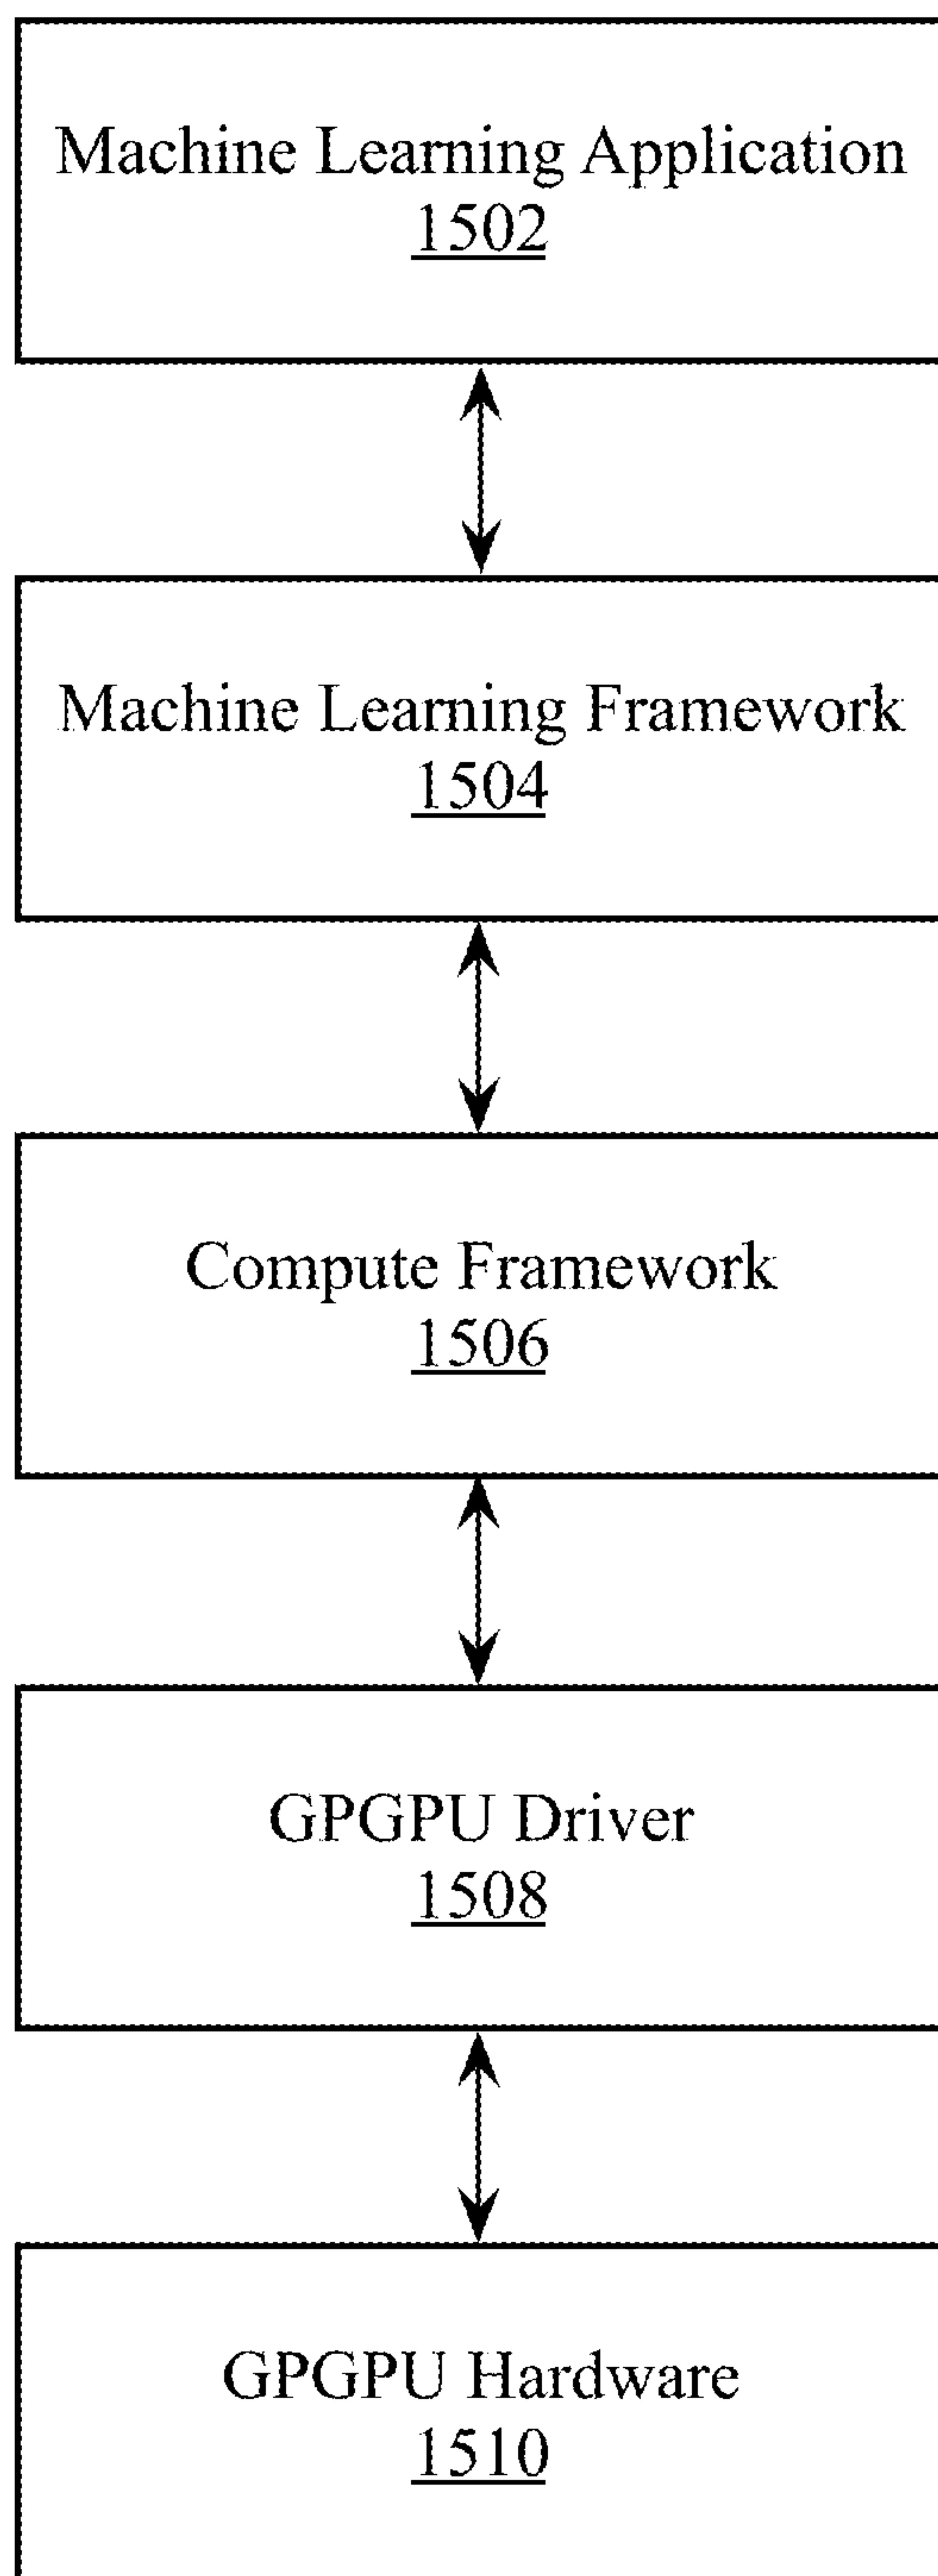 Machine Learning Application
1502
Machine Learning Framework
1504
Compute Framework
1506
GPGPU Driver
1508
GPGPU Hardware
1510